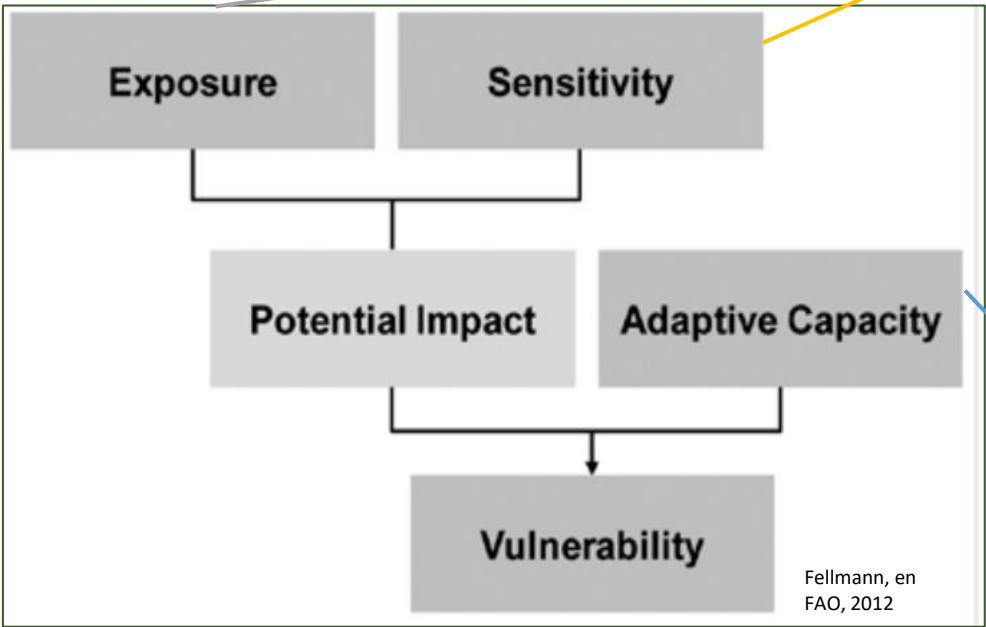 Exposure
Sensitivity
Potential Impact
Adaptive Capacity
Vulnerability
Fellmann, en
FAO, 2012